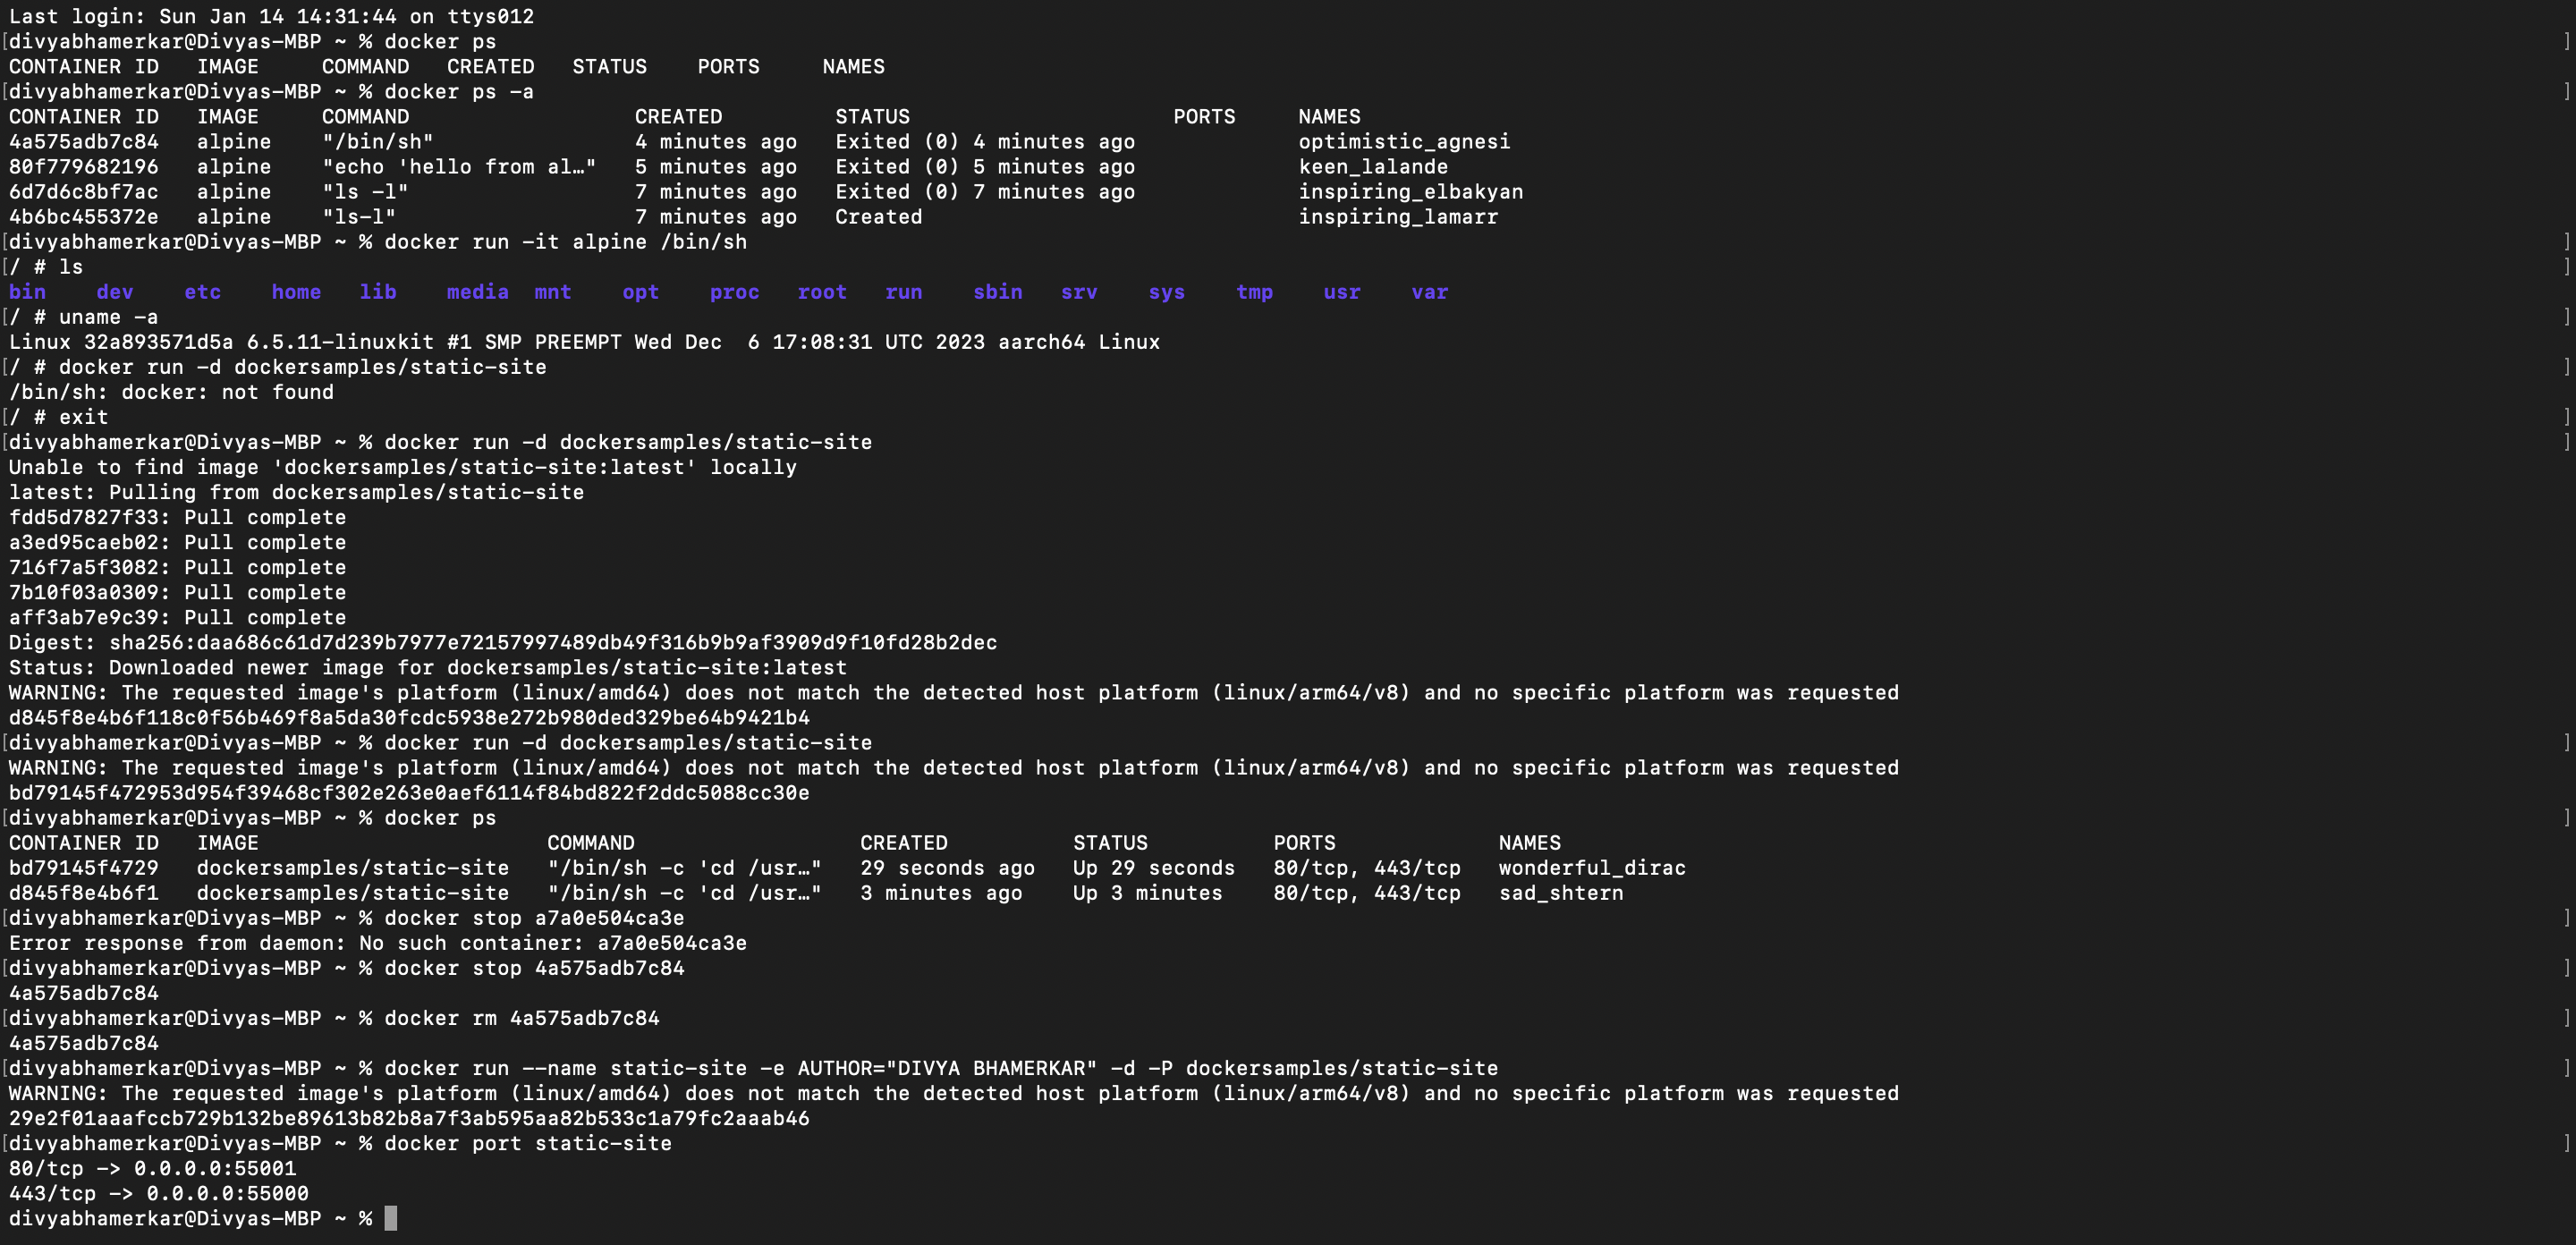 Last login: Sun Jan 14 14:31:44 on ttys012
[divyabhamerkar@Divyas-MBP ~ % docker ps ]
CONTAINER ID   IMAGE     COMMAND   CREATED   STATUS    PORTS     NAMES
[divyabhamerkar@Divyas-MBP ~ % docker ps -a ]
CONTAINER ID   IMAGE     COMMAND                  CREATED         STATUS                     PORTS     NAMES
4a575adb7c84   alpine    "/bin/sh"                4 minutes ago   Exited (0) 4 minutes ago             optimistic_agnesi
80f779682196   alpine    "echo 'hello from al…"   5 minutes ago   Exited (0) 5 minutes ago             keen_lalande
6d7d6c8bf7ac   alpine    "ls -l"                  7 minutes ago   Exited (0) 7 minutes ago             inspiring_elbakyan
4b6bc455372e   alpine    "ls-l"                   7 minutes ago   Created                              inspiring_lamarr
[divyabhamerkar@Divyas-MBP ~ % docker run -it alpine /bin/sh ]
[/ # ls ]
bin    dev    etc    home   lib    media  mnt    opt    proc   root   run    sbin   srv    sys    tmp    usr    var
[/ # uname -a ]
Linux 32a893571d5a 6.5.11-linuxkit #1 SMP PREEMPT Wed Dec  6 17:08:31 UTC 2023 aarch64 Linux
[/ # docker run -d dockersamples/static-site ]
/bin/sh: docker: not found
[/ # exit ]
[divyabhamerkar@Divyas-MBP ~ % docker run -d dockersamples/static-site ]
Unable to find image 'dockersamples/static-site:latest' locally
latest: Pulling from dockersamples/static-site
fdd5d7827f33: Pull complete
a3ed95caeb02: Pull complete
716f7a5f3082: Pull complete
7b10f03a0309: Pull complete
aff3ab7e9c39: Pull complete
Digest: sha256:daa686c61d7d239b7977e72157997489db49f316b9b9af3909d9f10fd28b2dec
Status: Downloaded newer image for dockersamples/static-site:latest
WARNING: The requested image's platform (linux/amd64) does not match the detected host platform (linux/arm64/v8) and no specific platform was requested
d845f8e4b6f118c0f56b469f8a5da30fcdc5938e272b980ded329be64b9421b4
[divyabhamerkar@Divyas-MBP ~ % docker run -d dockersamples/static-site ]
WARNING: The requested image's platform (linux/amd64) does not match the detected host platform (linux/arm64/v8) and no specific platform was requested
bd79145f472953d954f39468cf302e263e0aef6114f84bd822f2ddc5088cc30e
[divyabhamerkar@Divyas-MBP ~ % docker ps ]
CONTAINER ID   IMAGE                       COMMAND                  CREATED          STATUS          PORTS             NAMES
bd79145f4729   dockersamples/static-site   "/bin/sh -c 'cd /usr…"   29 seconds ago   Up 29 seconds   80/tcp, 443/tcp   wonderful_dirac
d845f8e4b6f1   dockersamples/static-site   "/bin/sh -c 'cd /usr…"   3 minutes ago    Up 3 minutes    80/tcp, 443/tcp   sad_shtern
[divyabhamerkar@Divyas-MBP ~ % docker stop a7a0e504ca3e ]
Error response from daemon: No such container: a7a0e504ca3e
[divyabhamerkar@Divyas-MBP ~ % docker stop 4a575adb7c84 ]
4a575adb7c84
[divyabhamerkar@Divyas-MBP ~ % docker rm 4a575adb7c84 ]
4a575adb7c84
[divyabhamerkar@Divyas-MBP ~ % docker run --name static-site -e AUTHOR="DIVYA BHAMERKAR" -d -P dockersamples/static-site ]
WARNING: The requested image's platform (linux/amd64) does not match the detected host platform (linux/arm64/v8) and no specific platform was requested
29e2f01aaafccb729b132be89613b82b8a7f3ab595aa82b533c1a79fc2aaab46
[divyabhamerkar@Divyas-MBP ~ % docker port static-site ]
80/tcp -> 0.0.0.0:55001
443/tcp -> 0.0.0.0:55000
divyabhamerkar@Divyas-MBP ~ %